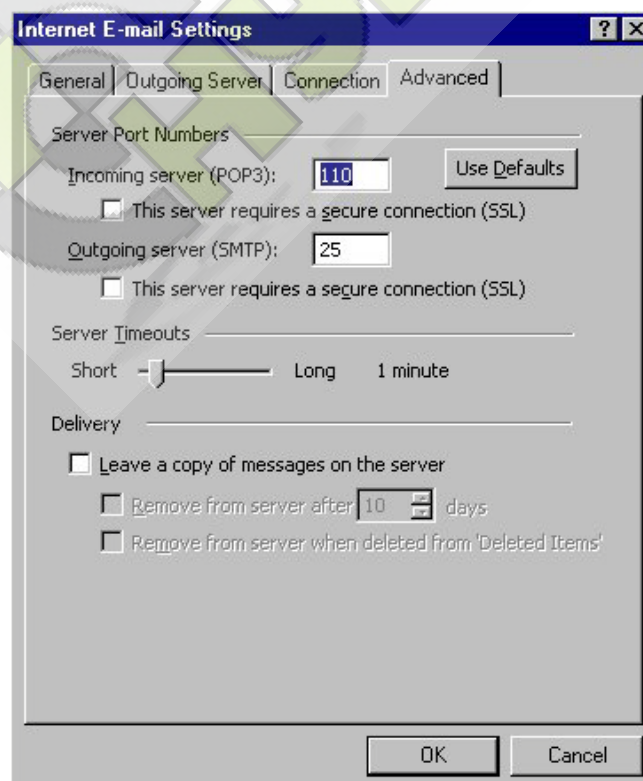 Internet E-mail Settings
General Outgoing Server Connection Advanced
Server Port Numbers
Incoming server (POP3): 110 Use Defaults
This server requires a secure connection (SSL)
Outgoing server (SMTP): 25
This server requires a secure connection (SSL)
Server Timeouts
Short Long 1 minute
Delivery
Leave a copy of messages on the server
Remove from server after 10 days
Remove from server when deleted from 'Deleted Items'
OK Cancel